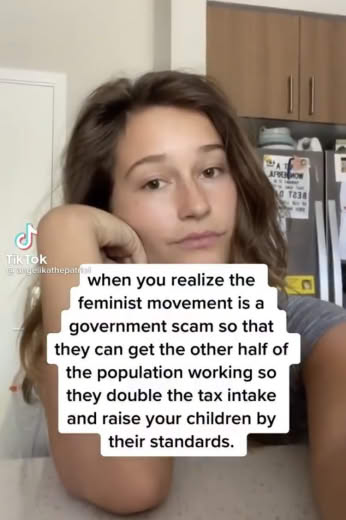 TikTok
when you realize the
feminist movement is a
government scam so that
they can get the other half of
the population working so
they double the tax intake
and raise your children by
their standards.